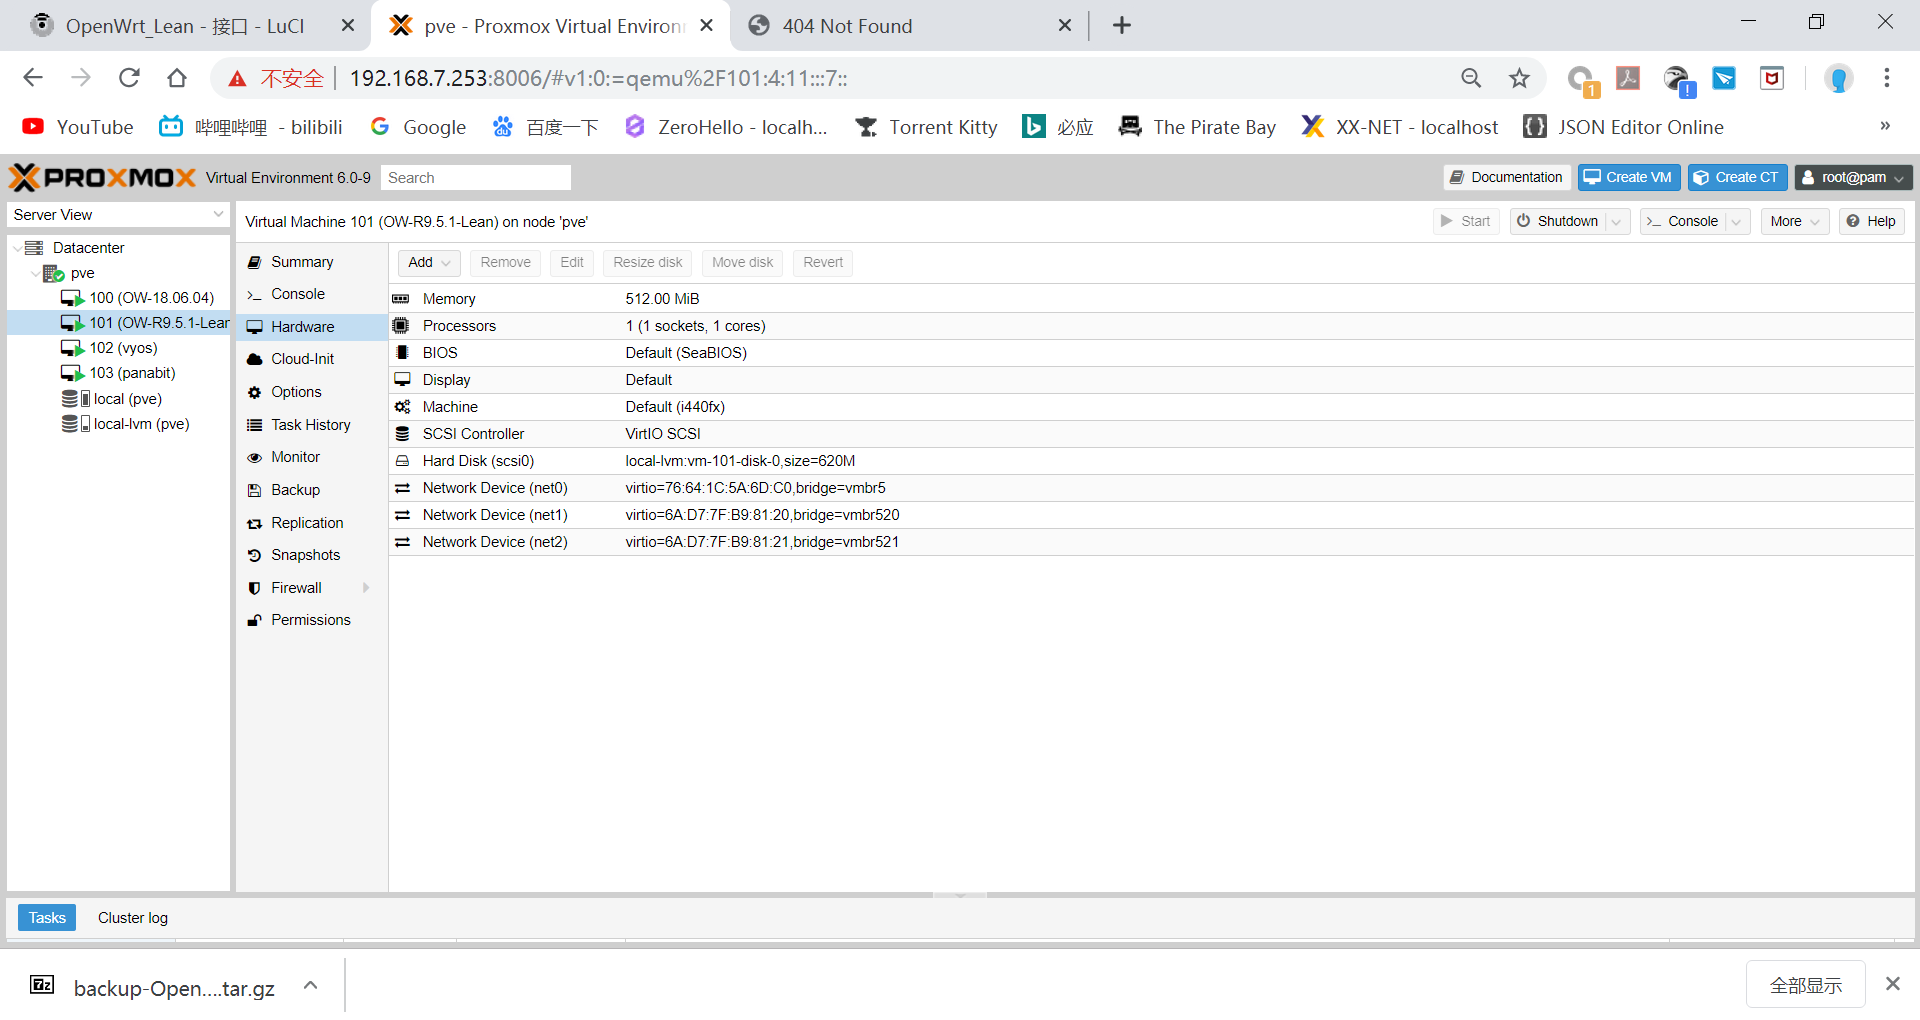 OpenWrt_Lean - 接口 - LuCI
pve - Proxmox Virtual Environ
404 Not Found
不安全 192.168.7.253:8006/#v1:0:=qemu%2F101:4:11:::7::
1
!
YouTube
哔哩哔哩 - bilibili
Google
百度一下
ZeroHello - localh...
Torrent Kitty
必应
The Pirate Bay
XX-NET - localhost
JSON Editor Online
»
PROXMOX Virtual Environment 6.0-9
Search
Documentation
Create VM
Create CT
root@pam
Server View
Datacenter
pve
100 (OW-18.06.04)
101 (OW-R9.5.1-Lean
102 (vyos)
103 (panabit)
local (pve)
local-lvm (pve)
Virtual Machine 101 (OW-R9.5.1-Lean) on node 'pve'
Start
Shutdown
Console
More
Help
Summary
Console
Hardware
Cloud-Init
Options
Task History
Monitor
Backup
Replication
Snapshots
Firewall
Permissions
Add
Remove
Edit
Resize disk
Move disk
Revert
Memory 512.00 MiB
Processors 1 (1 sockets, 1 cores)
BIOS Default (SeaBIOS)
Display Default
Machine Default (i440fx)
SCSI Controller VirtIO SCSI
Hard Disk (scsi0) local-lvm:vm-101-disk-0,size=620M
Network Device (net0) virtio=76:64:1C:5A:6D:C0,bridge=vmbr5
Network Device (net1) virtio=6A:D7:7F:B9:81:20,bridge=vmbr520
Network Device (net2) virtio=6A:D7:7F:B9:81:21,bridge=vmbr521
Tasks
Cluster log
7z
backup-Open....tar.gz
全部显示